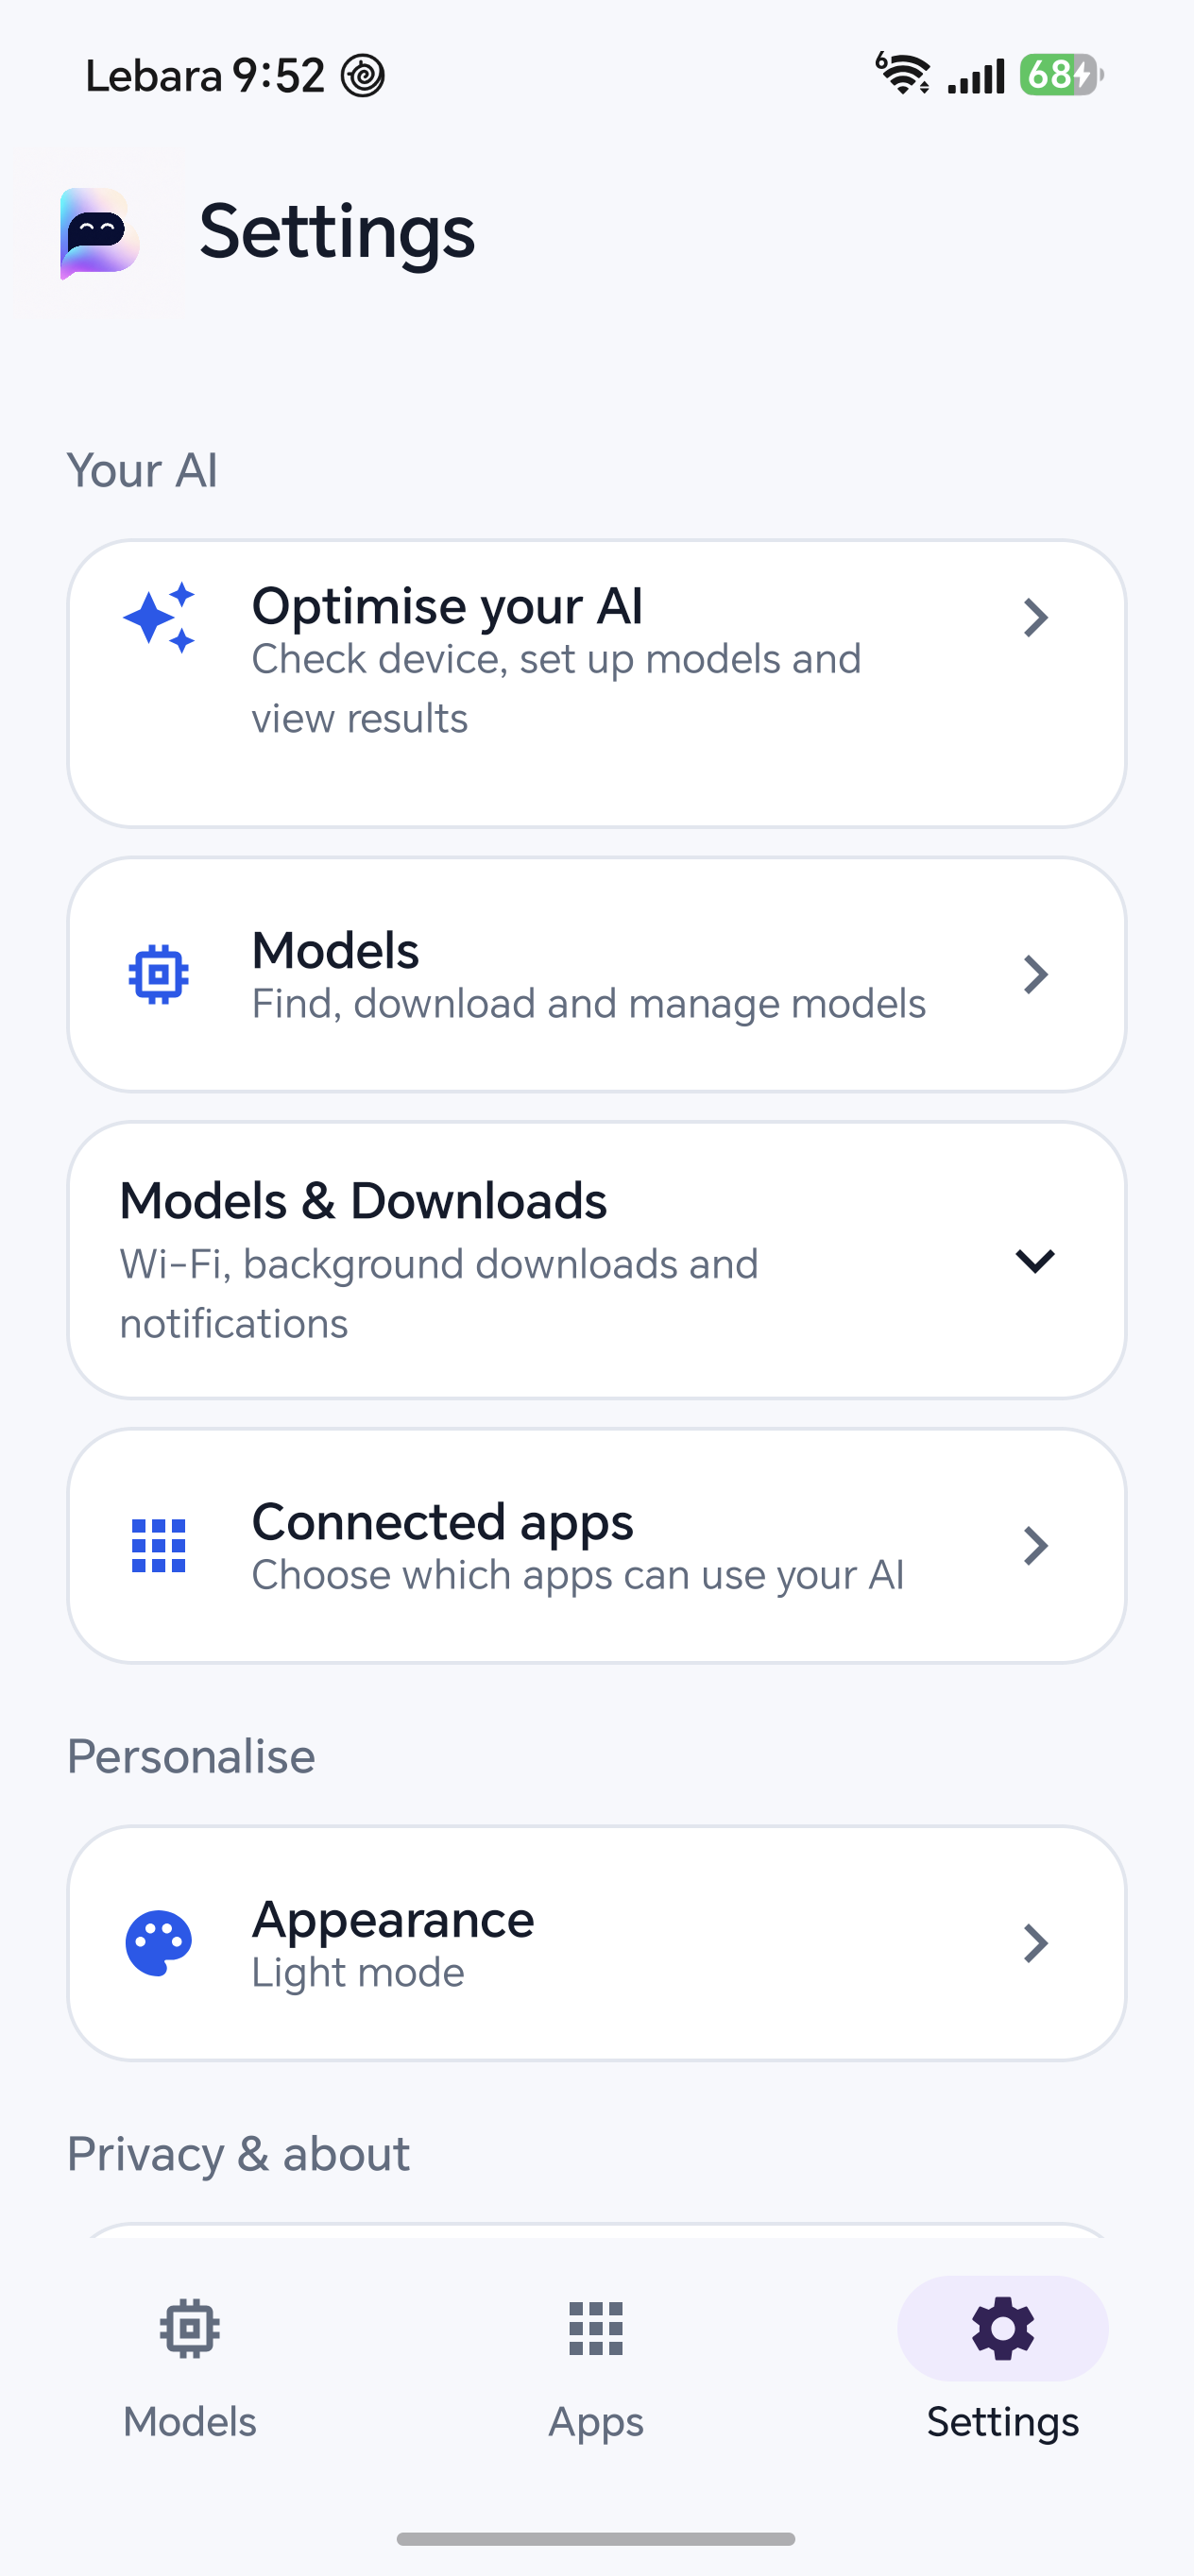 Lebara 9:52
6 68
Settings
Your AI
Optimise your AI
Check device, set up models and
view results
Models
Find, download and manage models
Models & Downloads
Wi-Fi, background downloads and
notifications
Connected apps
Choose which apps can use your AI
Personalise
Appearance
Light mode
Privacy & about
Models
Apps
Settings